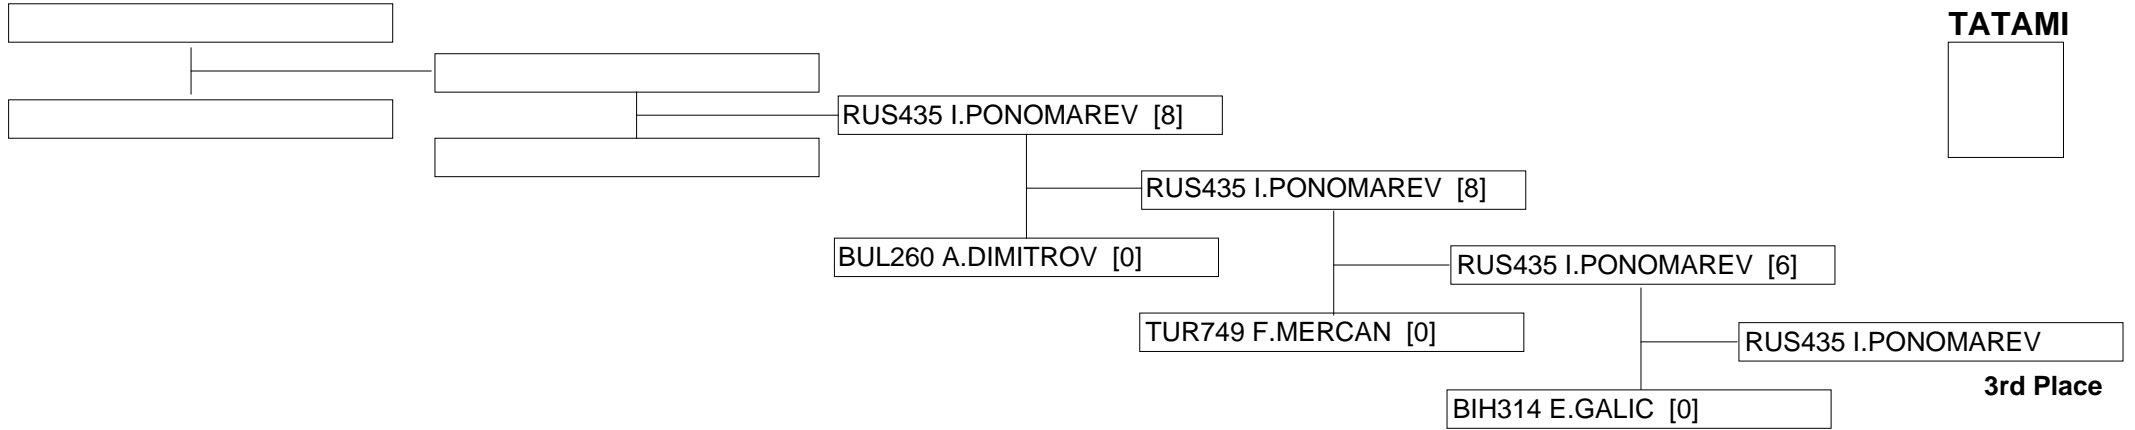 TATAMI
RUS435 I.PONOMAREV [8]
RUS435 I.PONOMAREV [8]
BUL260 A.DIMITROV [0]
RUS435 I.PONOMAREV [6]
TUR749 F.MERCAN [0]
RUS435 I.PONOMAREV
3rd Place
BIH314 E.GALIC [0]